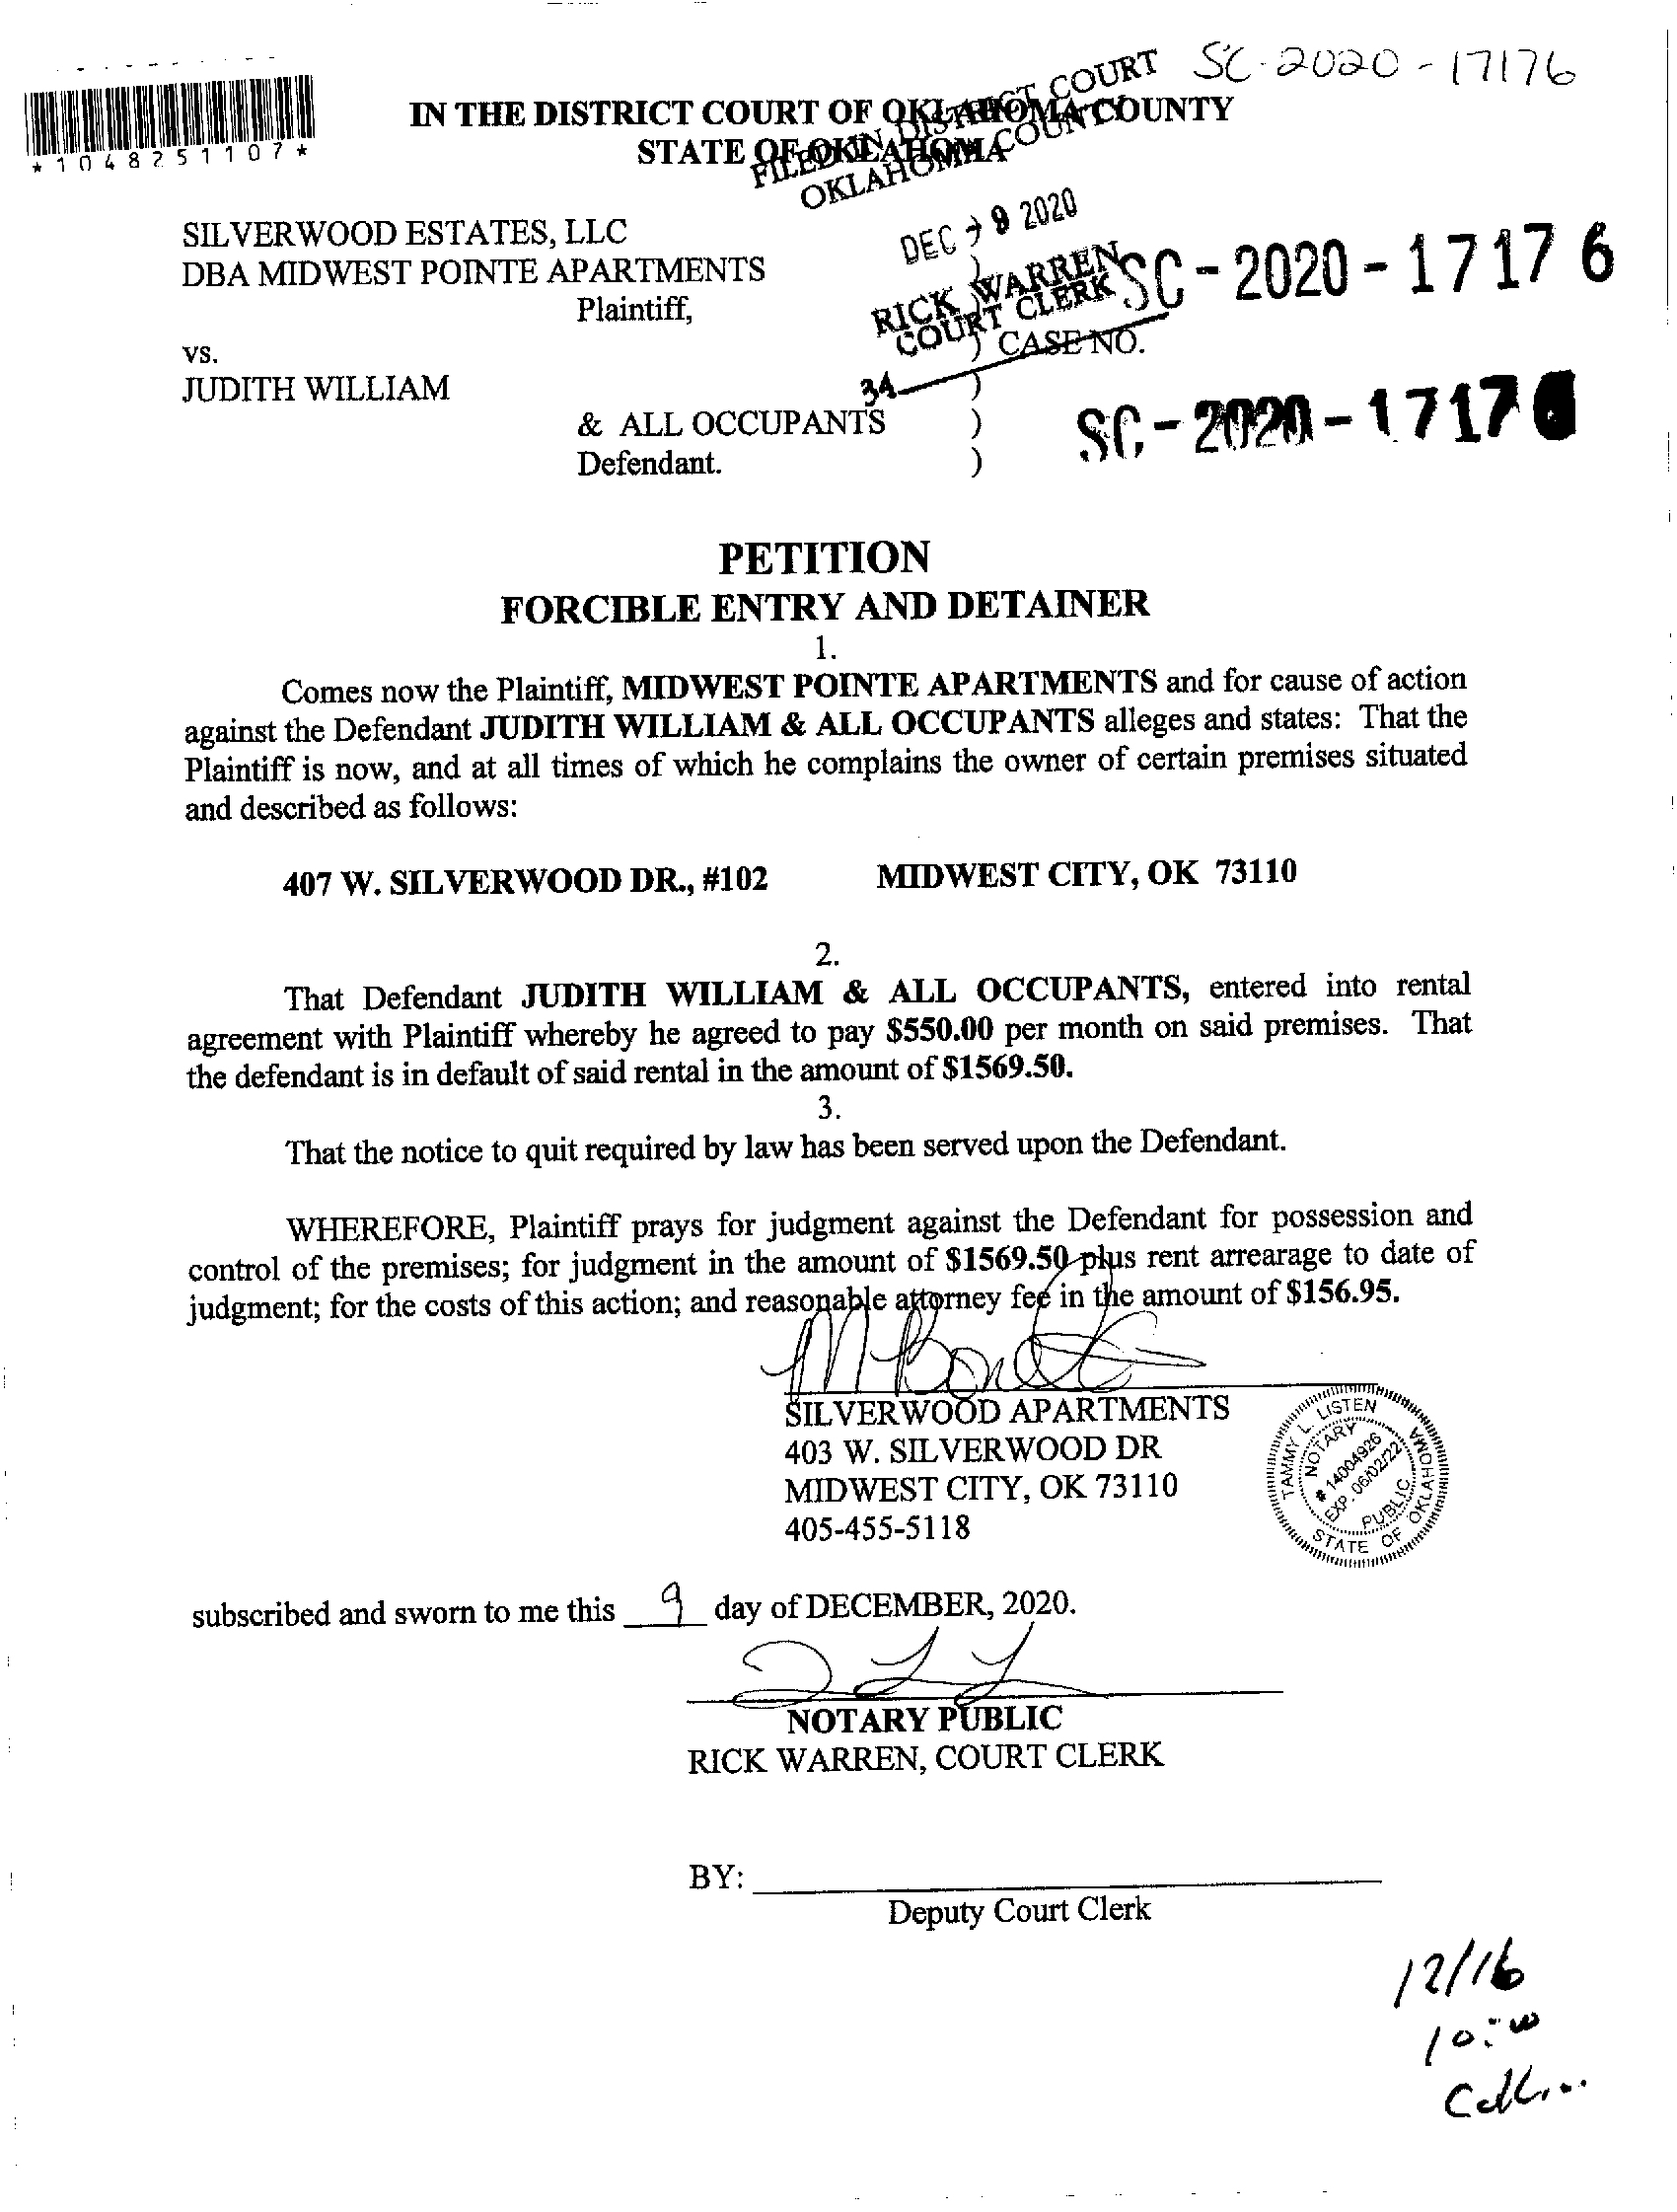 SC-2020-17176
*1048251107*
IN THE DISTRICT COURT OF OKLAHOMA COUNTY
STATE OF OKLAHOMA
FILED IN DISTRICT COURT
OKLAHOMA COUNTY
DEC - 9 2020
RICK WARREN
COURT CLERK
34
SILVERWOOD ESTATES, LLC
DBA MIDWEST POINTE APARTMENTS )
Plaintiff, )
SC-2020-17176
vs. ) CASE NO.
JUDITH WILLIAM )
& ALL OCCUPANTS )
SC-2020-17176
Defendant. )
PETITION
FORCIBLE ENTRY AND DETAINER
1.
Comes now the Plaintiff, MIDWEST POINTE APARTMENTS and for cause of action
against the Defendant JUDITH WILLIAM & ALL OCCUPANTS alleges and states: That the
Plaintiff is now, and at all times of which he complains the owner of certain premises situated
and described as follows:
407 W. SILVERWOOD DR., #102 MIDWEST CITY, OK 73110
2.
That Defendant JUDITH WILLIAM & ALL OCCUPANTS, entered into rental
agreement with Plaintiff whereby he agreed to pay $550.00 per month on said premises. That
the defendant is in default of said rental in the amount of $1569.50.
3.
That the notice to quit required by law has been served upon the Defendant.
WHEREFORE, Plaintiff prays for judgment against the Defendant for possession and
control of the premises; for judgment in the amount of $1569.50 plus rent arrearage to date of
judgment; for the costs of this action; and reasonable attorney fee in the amount of $156.95.
SILVERWOOD APARTMENTS
403 W. SILVERWOOD DR
MIDWEST CITY, OK 73110
405-455-5118
TAMMY L. LISTEN
NOTARY
# 14004926
EXP. 06/02/22
PUBLIC
STATE OF OKLAHOMA
subscribed and sworn to me this 9 day of DECEMBER, 2020.
NOTARY PUBLIC
RICK WARREN, COURT CLERK
BY:
Deputy Court Clerk
12/16
10:00